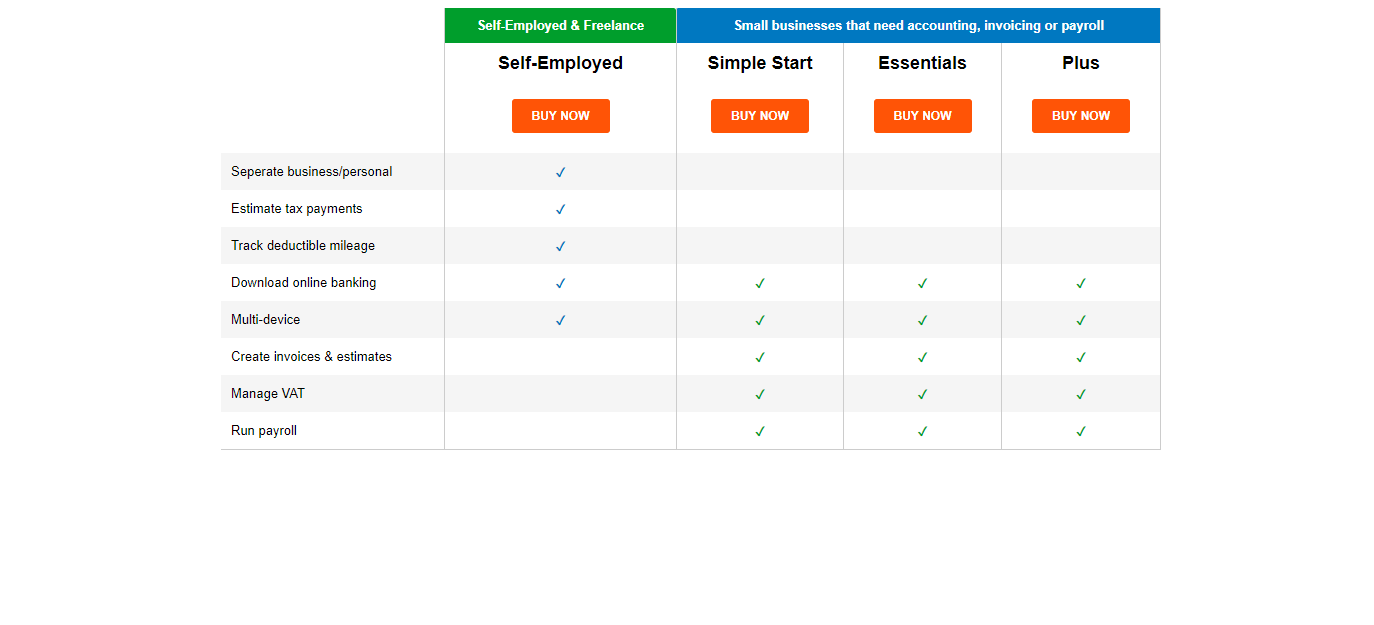 Self-Employed & Freelance Small businesses that need accounting, invoicing or payroll
Self-Employed Simple Start Essentials Plus
BUY NOW BUY NOW BUY NOW BUY NOW
Seperate business/personal ✓
Estimate tax payments ✓
Track deductible mileage ✓
Download online banking ✓ ✓ ✓ ✓
Multi-device ✓ ✓ ✓ ✓
Create invoices & estimates ✓ ✓ ✓
Manage VAT ✓ ✓ ✓
Run payroll ✓ ✓ ✓